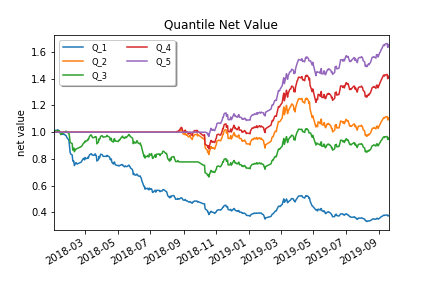 Quantile Net Value
net value
1.6
1.4
1.2
1.0
0.8
0.6
0.4
Q_1
Q_2
Q_3
Q_4
Q_5
2018-03
2018-05
2018-07
2018-09
2018-11
2019-01
2019-03
2019-05
2019-07
2019-09